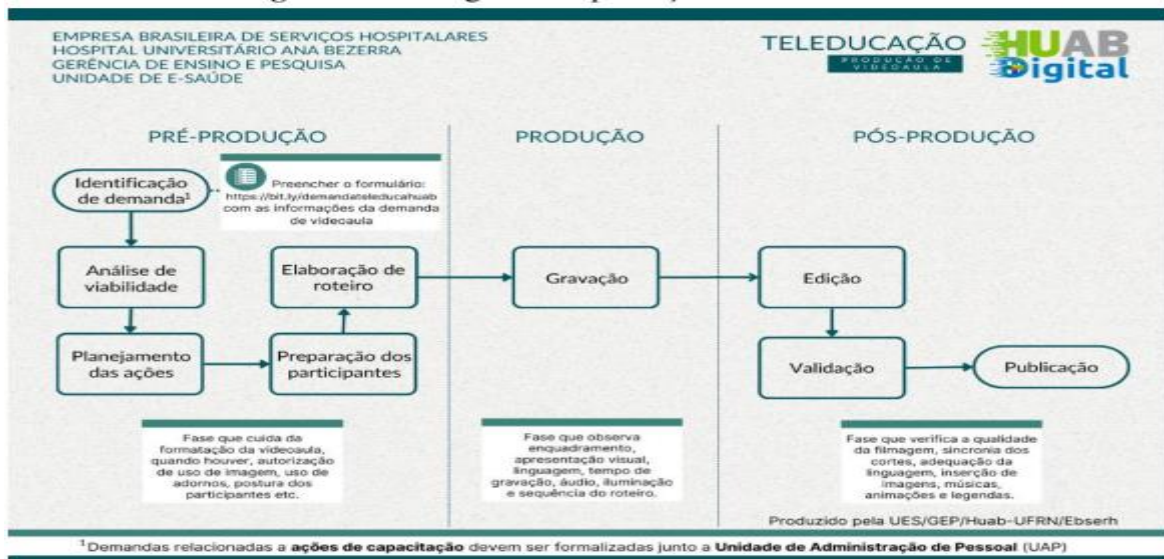 EMPRESA BRASILEIRA DE SERVIÇOS HOSPITALARES
HOSPITAL UNIVERSITÁRIO ANA BEZERRA
GERÊNCIA DE ENSINO E PESQUISA
UNIDADE DE E-SAÚDE
TELEDUCAÇÃO
PRODUÇÃO DE
VIDEOAULA
HUAB
Digital
PRÉ-PRODUÇÃO
PRODUÇÃO
PÓS-PRODUÇÃO
Identificação
de demanda¹
Preencher o formulário:
https://bit.ly/demandateleducahuab
com as informações da demanda
de videoaula
Análise de
viabilidade
Planejamento
das ações
Preparação dos
participantes
Elaboração de
roteiro
Gravação
Edição
Validação
Publicação
Fase que cuida da
formatação da videoaula,
quando houver, autorização
de uso de imagem, uso de
adornos, postura dos
participantes etc.
Fase que observa
enquadramento,
apresentação visual,
linguagem, tempo de
gravação, áudio, iluminação
e sequência do roteiro.
Fase que verifica a qualidade
da filmagem, sincronia dos
cortes, adequação da
linguagem, inserção de
imagens, músicas,
animações e legendas.
Produzido pela UES/GEP/Huab-UFRN/Ebserh
¹Demandas relacionadas a ações de capacitação devem ser formalizadas junto a Unidade de Administração de Pessoal (UAP)